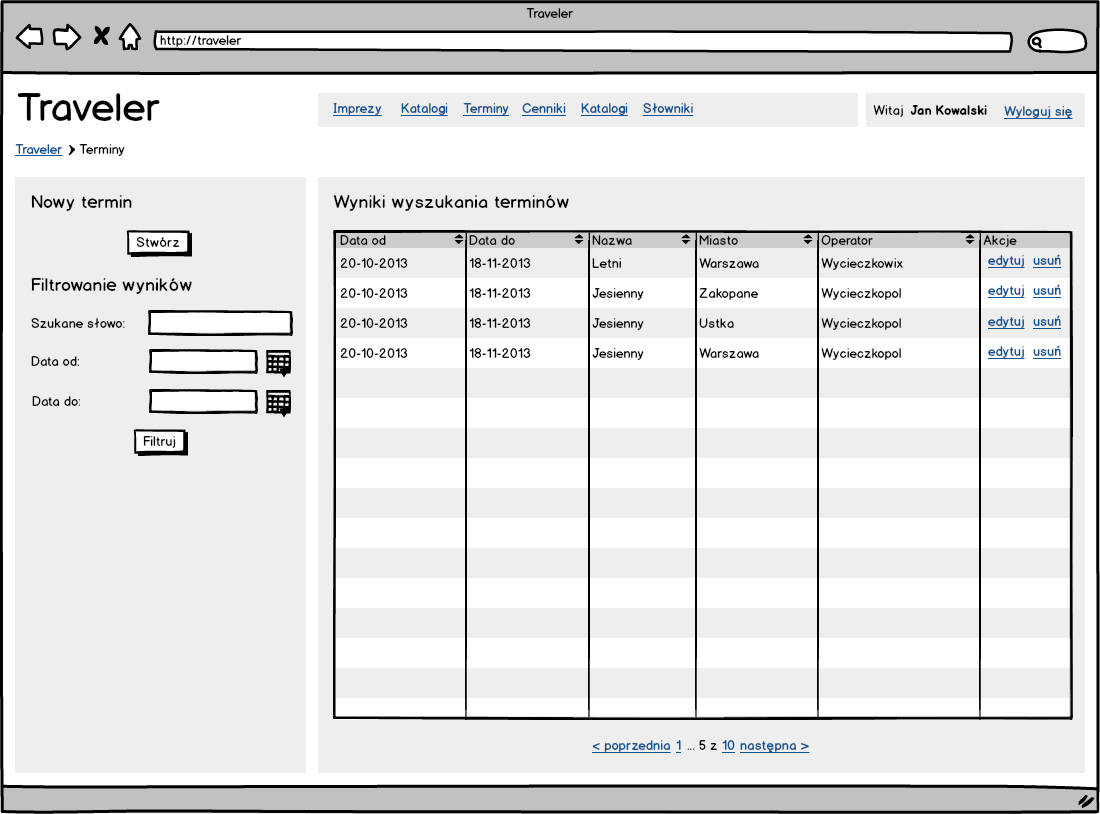 Traveler
http://traveler
Traveler
Imprezy Katalogi Terminy Cenniki Katalogi Słowniki
Witaj Jan Kowalski Wyloguj się
Traveler > Terminy
Nowy termin
Stwórz
Filtrowanie wyników
Szukane słowo:
Data od:
Data do:
Filtruj
Wyniki wyszukania terminów
Data od Data do Nazwa Miasto Operator Akcje
20-10-2013 18-11-2013 Letni Warszawa Wycieczkowix edytuj usuń
20-10-2013 18-11-2013 Jesienny Zakopane Wycieczkopol edytuj usuń
20-10-2013 18-11-2013 Jesienny Ustka Wycieczkopol edytuj usuń
20-10-2013 18-11-2013 Jesienny Warszawa Wycieczkopol edytuj usuń
< poprzednia 1 ... 5 z 10 następna >